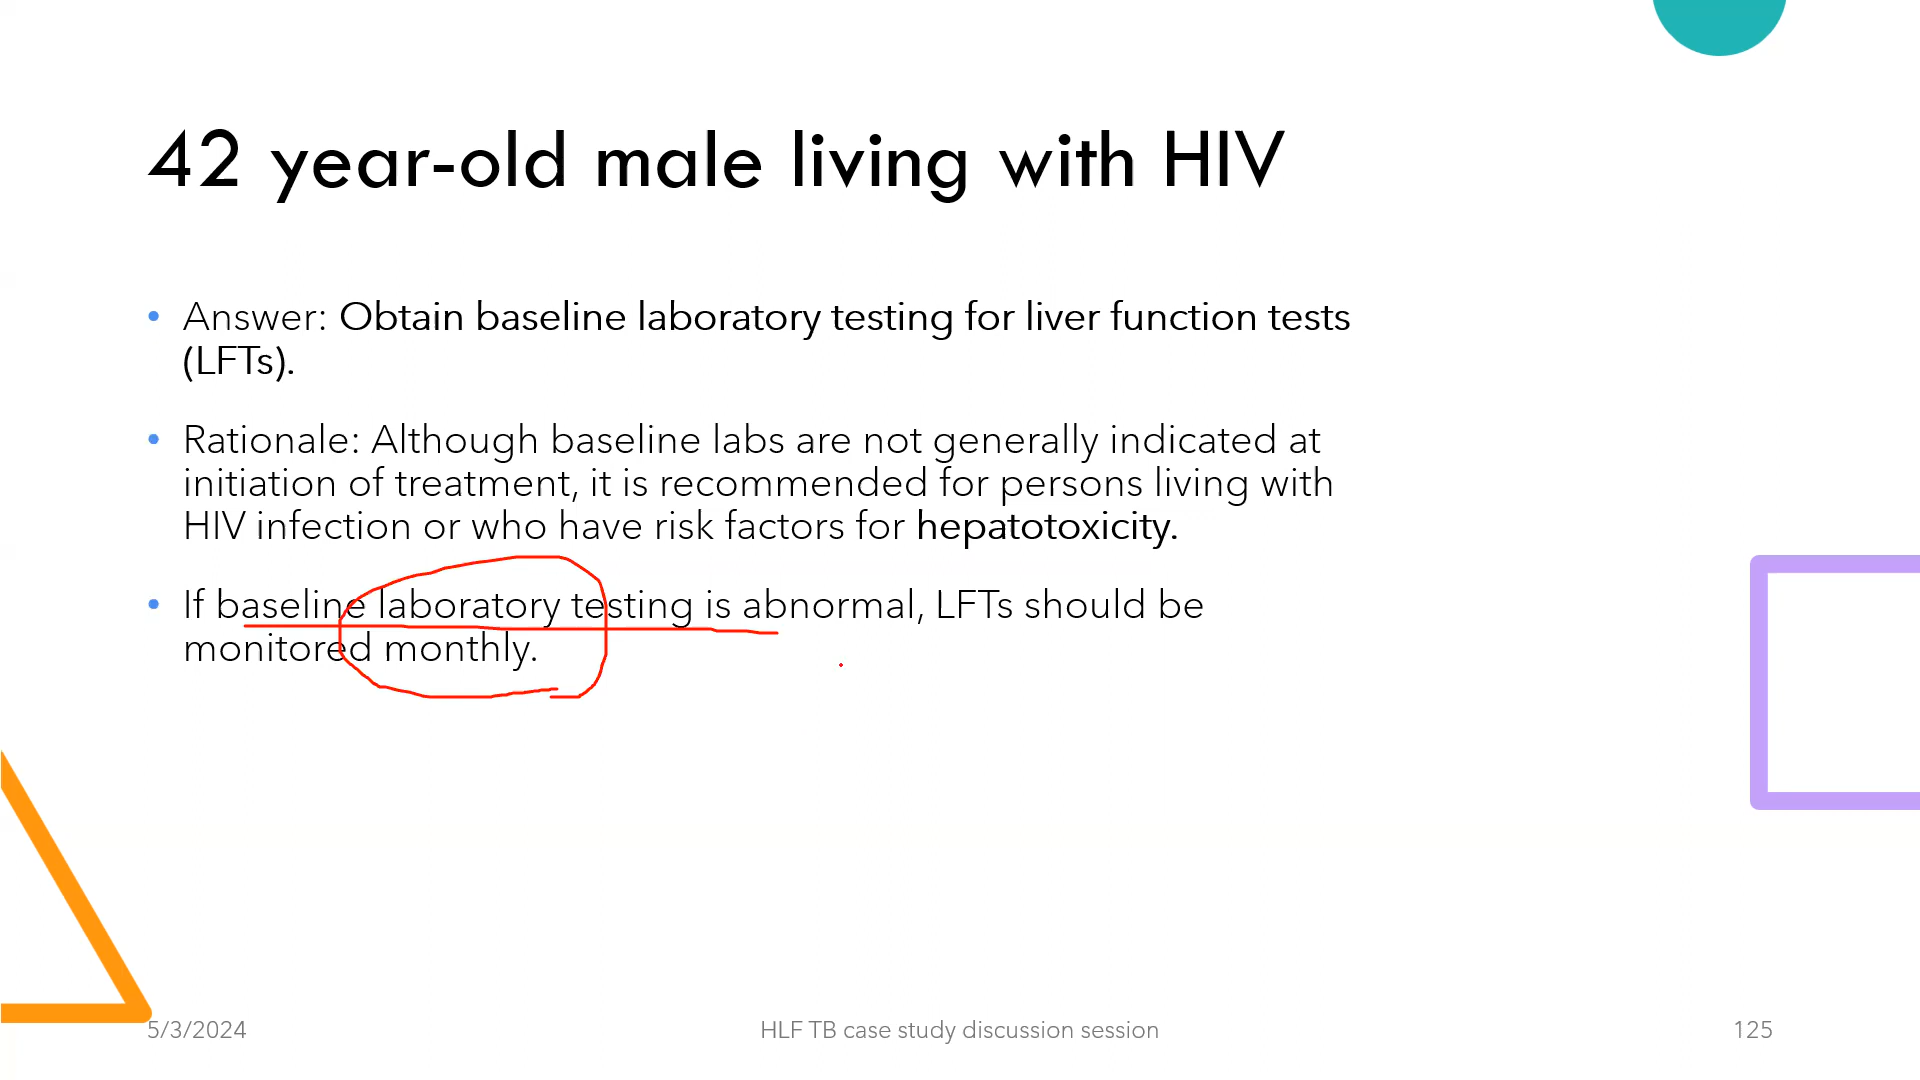 42 year-old male living with HIV
• Answer: Obtain baseline laboratory testing for liver function tests
(LFTs).
• Rationale: Although baseline labs are not generally indicated at
initiation of treatment, it is recommended for persons living with
HIV infection or who have risk factors for hepatotoxicity.
• If baseline laboratory testing is abnormal, LFTs should be
monitored monthly.
5/3/2024
HLF TB case study discussion session
125